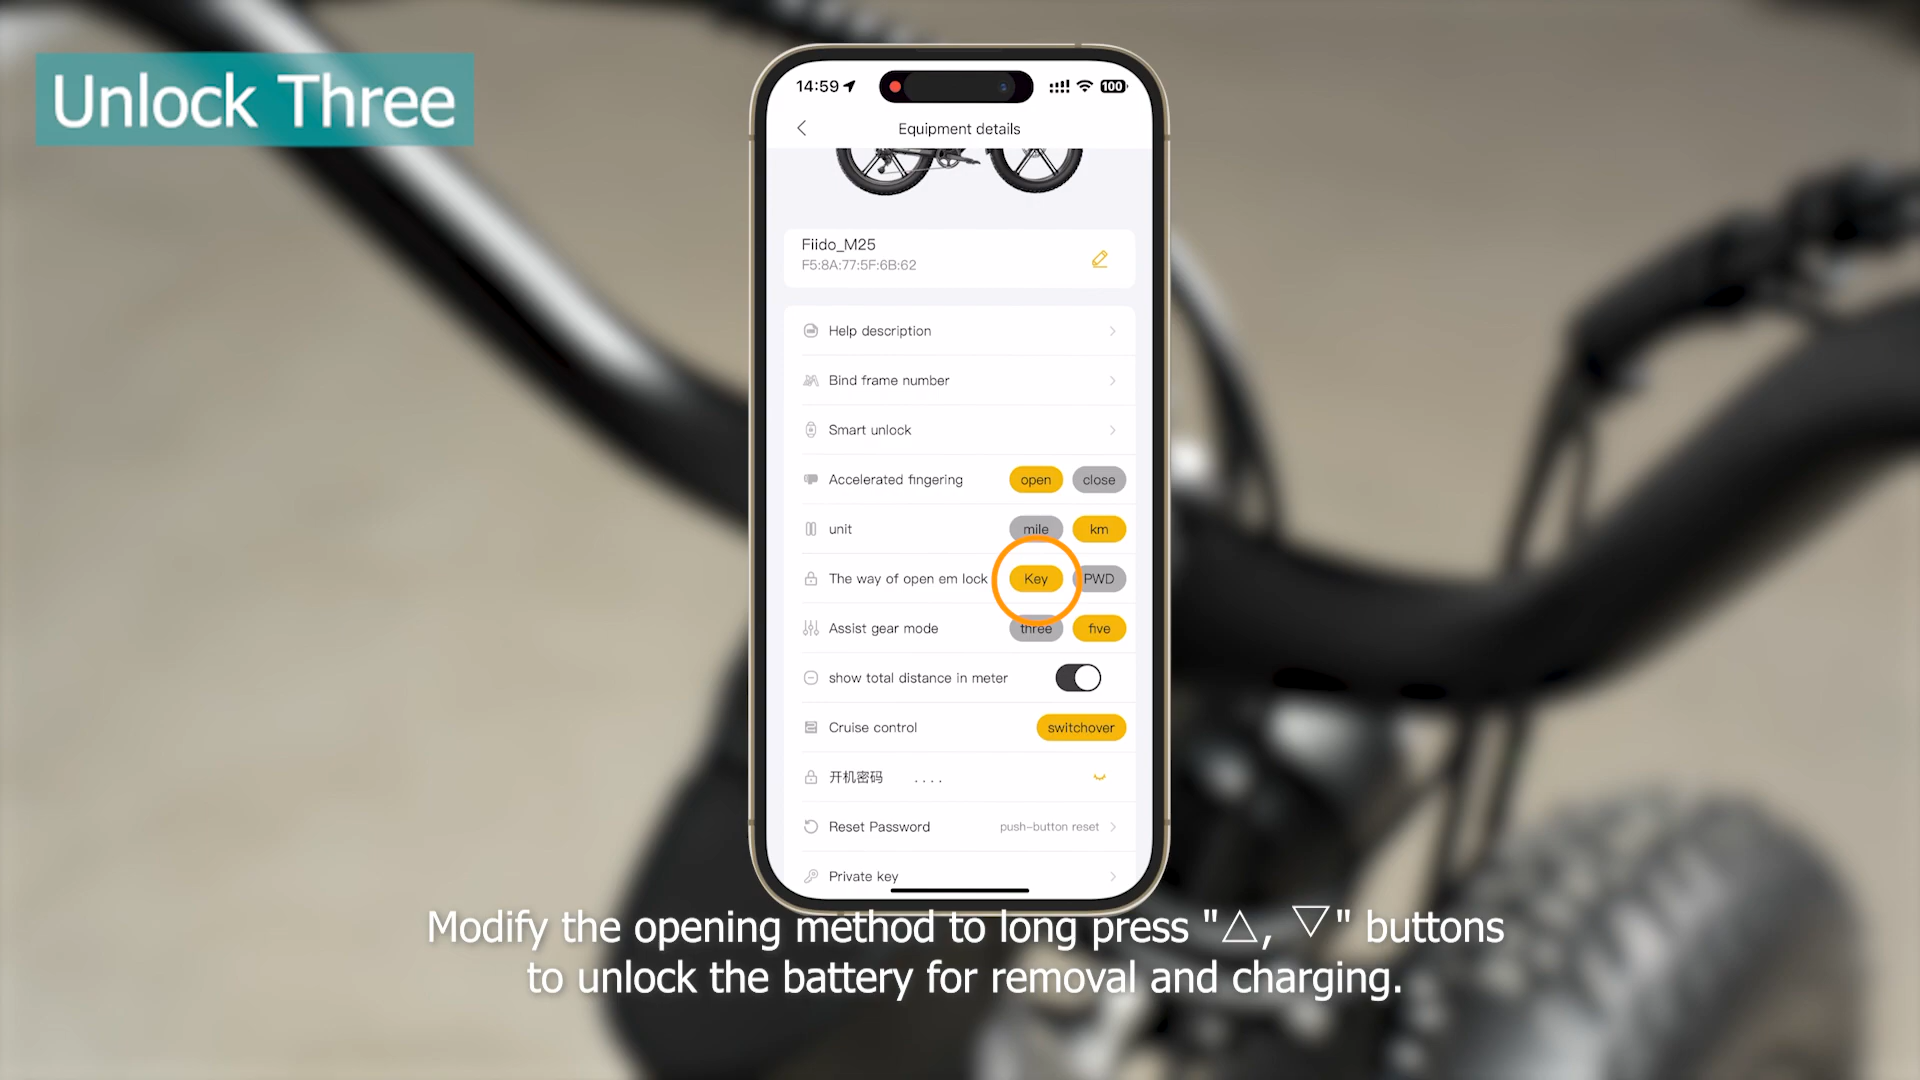 Unlock Three
14:59
100
Equipment details
Fiido_M25
F5:8A:77:5F:6B:62
Help description
Bind frame number
Smart unlock
Accelerated fingering open close
unit mile km
The way of open em lock Key PWD
Assist gear mode three five
show total distance in meter
Cruise control switchover
开机密码 ....
Reset Password push-button reset
Private key
Modify the opening method to long press "△, ▽" buttons
to unlock the battery for removal and charging.